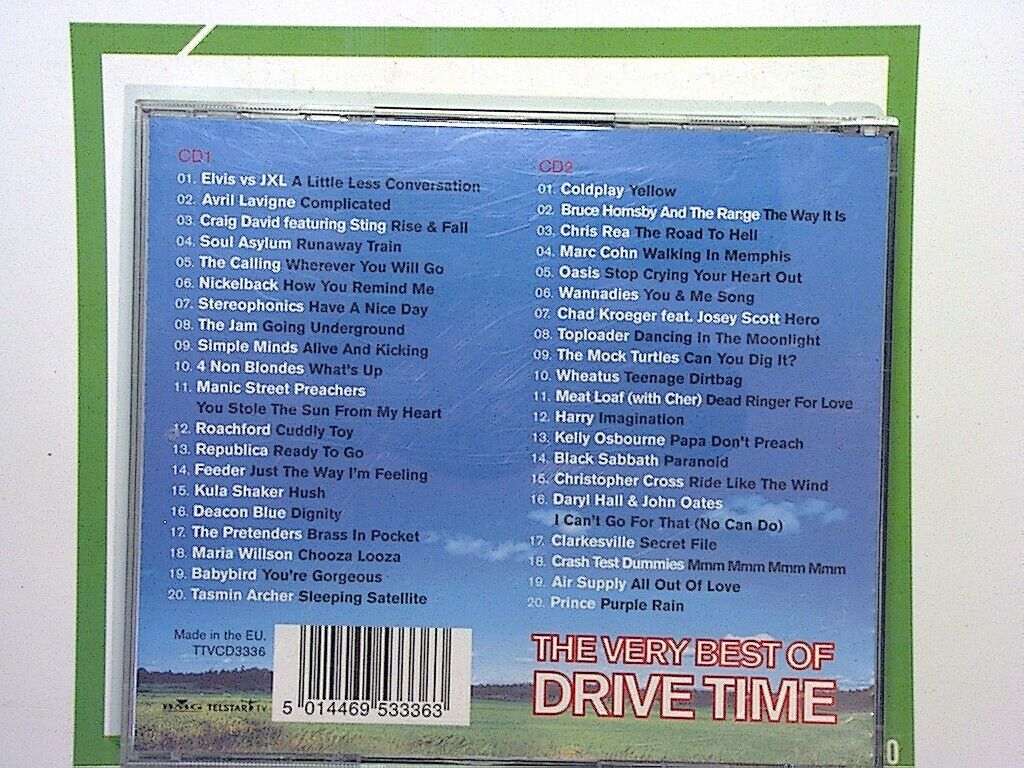 CD1
01. Elvis vs JXL A Little Less Conversation
02. Avril Lavigne Complicated
03. Craig David featuring Sting Rise & Fall
04. Soul Asylum Runaway Train
05. The Calling Wherever You Will Go
06. Nickelback How You Remind Me
07. Stereophonics Have A Nice Day
08. The Jam Going Underground
09. Simple Minds Alive And Kicking
10. 4 Non Blondes What's Up
11. Manic Street Preachers
You Stole The Sun From My Heart
12. Roachford Cuddly Toy
13. Republica Ready To Go
14. Feeder Just The Way I'm Feeling
15. Kula Shaker Hush
16. Deacon Blue Dignity
17. The Pretenders Brass In Pocket
18. Maria Willson Chooza Looza
19. Babybird You're Gorgeous
20. Tasmin Archer Sleeping Satellite
CD2
01. Coldplay Yellow
02. Bruce Hornsby And The Range The Way It Is
03. Chris Rea The Road To Hell
04. Marc Cohn Walking In Memphis
05. Oasis Stop Crying Your Heart Out
06. Wannadies You & Me Song
07. Chad Kroeger feat. Josey Scott Hero
08. Toploader Dancing In The Moonlight
09. The Mock Turtles Can You Dig It?
10. Wheatus Teenage Dirtbag
11. Meat Loaf (with Cher) Dead Ringer For Love
12. Harry Imagination
13. Kelly Osbourne Papa Don't Preach
14. Black Sabbath Paranoid
15. Christopher Cross Ride Like The Wind
16. Daryl Hall & John Oates
I Can't Go For That (No Can Do)
17. Clarkesville Secret File
18. Crash Test Dummies Mmm Mmm Mmm Mmm
19. Air Supply All Out Of Love
20. Prince Purple Rain
Made in the EU.
TTVCD3336
BMG TELSTAR TV
5 014469 533363
THE VERY BEST OF
DRIVE TIME
0